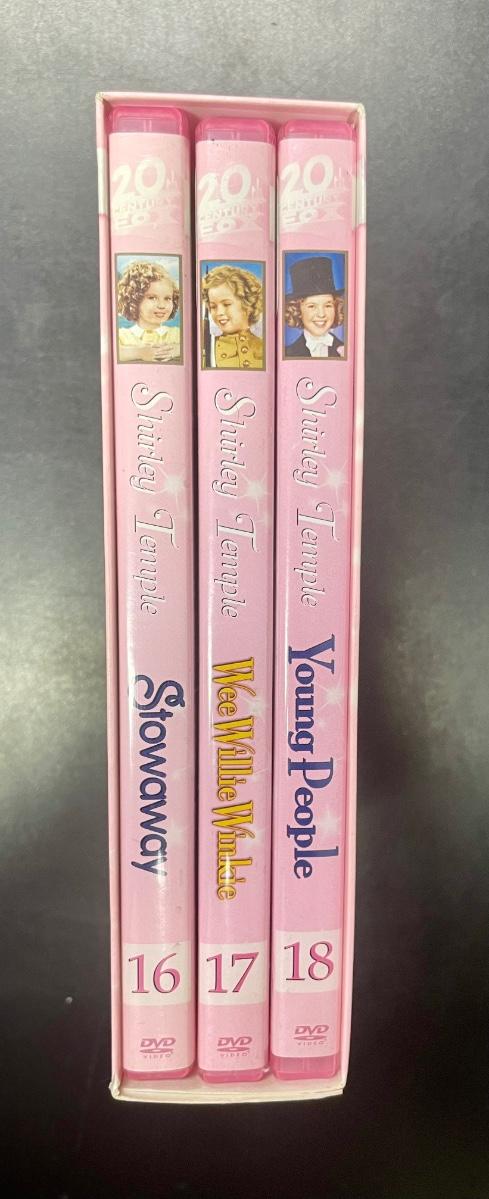 20TH
CENTURY
FOX
Shirley Temple
Stowaway
16
DVD
VIDEO
20TH
CENTURY
FOX
Shirley Temple
Wee Willie Winkie
17
DVD
VIDEO
20TH
CENTURY
FOX
Shirley Temple
Young People
18
DVD
VIDEO